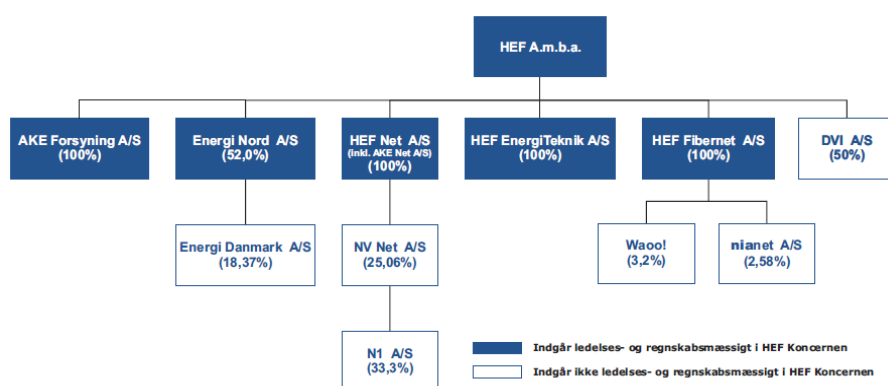 HEF A.m.b.a.
AKE Forsyning A/S
(100%)
Energi Nord A/S
(52,0%)
HEF Net A/S
(inkl. AKE Net A/S)
(100%)
HEF EnergiTeknik A/S
(100%)
HEF Fibernet A/S
(100%)
DVI A/S
(50%)
Energi Danmark A/S
(18,37%)
NV Net A/S
(25,06%)
Waoo!
(3,2%)
nianet A/S
(2,58%)
N1 A/S
(33,3%)
Indgår ledelses- og regnskabsmæssigt i HEF Koncernen
Indgår ikke ledelses- og regnskabsmæssigt i HEF Koncernen